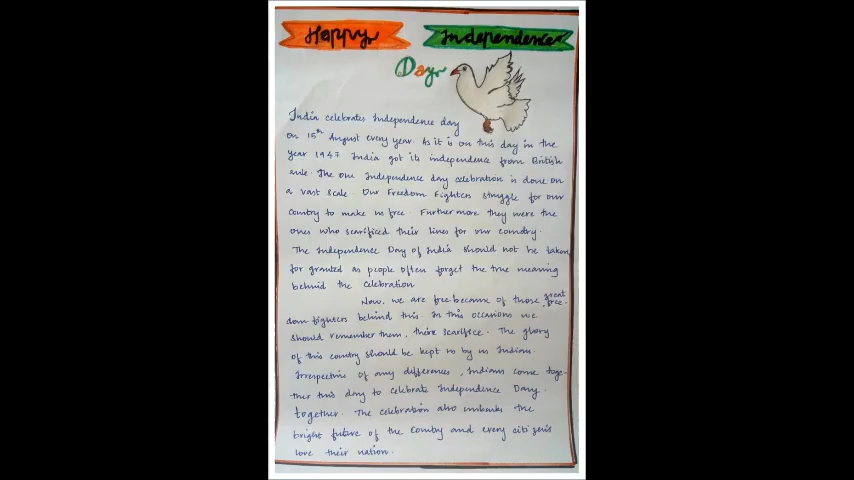 Happy Independence
Day
India celebrates Independence day
on 15th August every year. As it is on this day in the
year 1947 India got its independence from British
rule. The our Independence day celebration is done on
a vast scale. Our Freedom Fighters struggle for our
Country to make us free. Furthermore they were the
ones who scarificed their lines for our country.
The Independence Day of India should not be taken
for granted as people often forget the true meaning
behind the celebration
Now, we are free because of those great free-
dom fighters behind this. In this occasions we
should remember them, there scarifice. The glory
of this country should be kept us by us Indians.
Irrespective of any differences, Indians come toge-
ther this day to celebrate Independence Day.
together. The celebration also the
bright future of the Country and every citizens
love their nation.